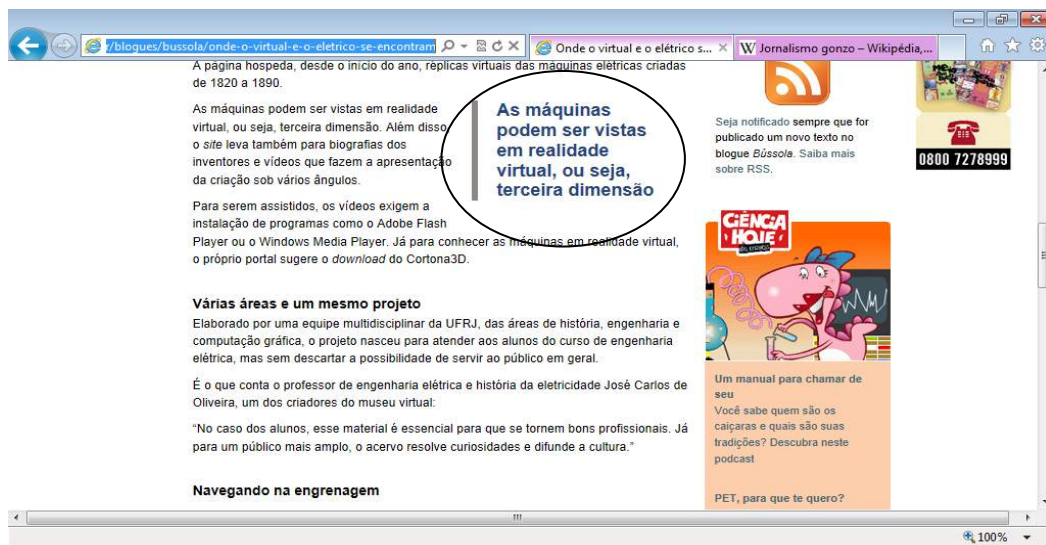 r/blogues/bussola/onde-o-virtual-e-o-eletrico-se-encontram
Onde o virtual e o elétrico s...
W Jornalismo gonzo – Wikipédia,...
A página hospeda, desde o início do ano, réplicas virtuais das máquinas elétricas criadas
de 1820 a 1890.
As máquinas podem ser vistas em realidade
virtual, ou seja, terceira dimensão. Além disso,
o site leva também para biografias dos
inventores e vídeos que fazem a apresentação
da criação sob vários ângulos.
As máquinas
podem ser vistas
em realidade
virtual, ou seja,
terceira dimensão
Para serem assistidos, os vídeos exigem a
instalação de programas como o Adobe Flash
Player ou o Windows Media Player. Já para conhecer as máquinas em realidade virtual,
o próprio portal sugere o download do Cortona3D.
Várias áreas e um mesmo projeto
Elaborado por uma equipe multidisciplinar da UFRJ, das áreas de história, engenharia e
computação gráfica, o projeto nasceu para atender aos alunos do curso de engenharia
elétrica, mas sem descartar a possibilidade de servir ao público em geral.
É o que conta o professor de engenharia elétrica e história da eletricidade José Carlos de
Oliveira, um dos criadores do museu virtual:
“No caso dos alunos, esse material é essencial para que se tornem bons profissionais. Já
para um público mais amplo, o acervo resolve curiosidades e difunde a cultura.”
Navegando na engrenagem
Seja notificado sempre que for
publicado um novo texto no
blogue Bússola. Saiba mais
sobre RSS.
0800 7278999
CIÊNCIA
HOJE
Um manual para chamar de
seu
Você sabe quem são os
caiçaras e quais são suas
tradições? Descubra neste
podcast
PET, para que te quero?
100%